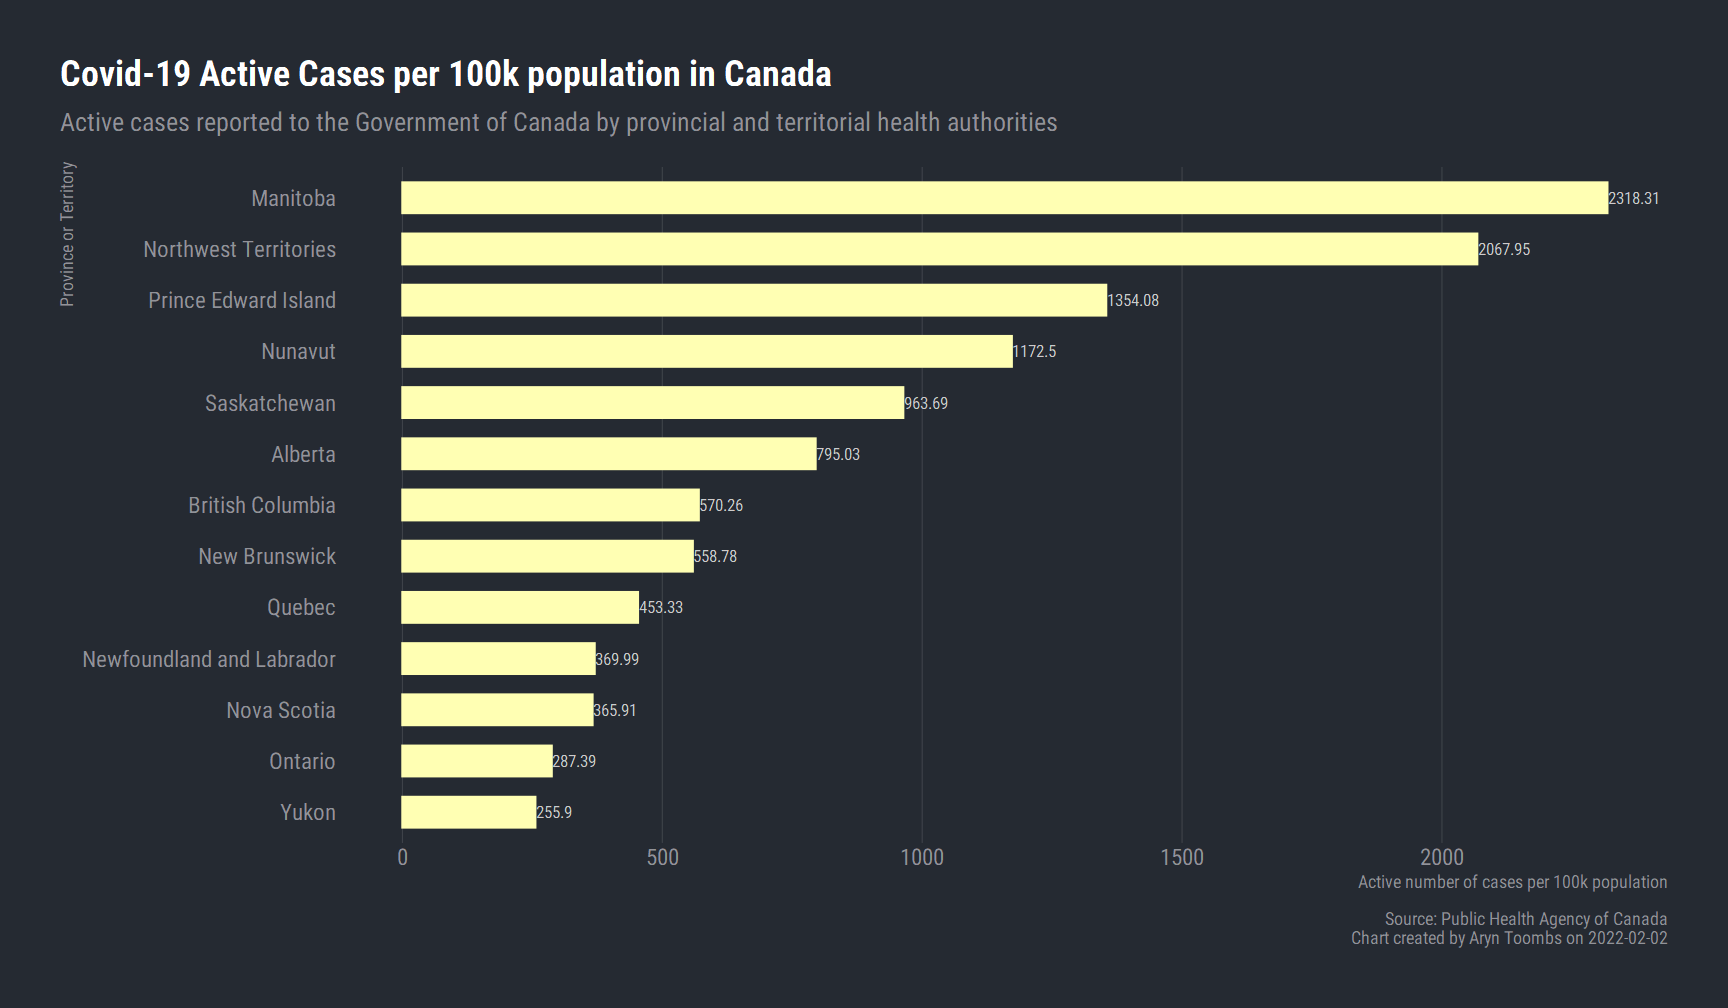 Covid-19 Active Cases per 100k population in Canada
Active cases reported to the Government of Canada by provincial and territorial health authorities
Province or Territory
Manitoba 2318.31
Northwest Territories 2067.95
Prince Edward Island 1354.08
Nunavut 1172.5
Saskatchewan 963.69
Alberta 795.03
British Columbia 570.26
New Brunswick 558.78
Quebec 453.33
Newfoundland and Labrador 369.99
Nova Scotia 365.91
Ontario 287.39
Yukon 255.9
0 500 1000 1500 2000
Active number of cases per 100k population
Source: Public Health Agency of Canada
Chart created by Aryn Toombs on 2022-02-02